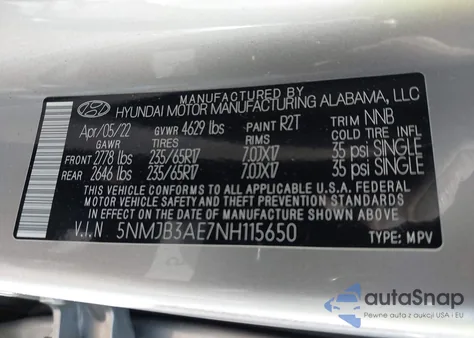 MANUFACTURED BY
HYUNDAI MOTOR MANUFACTURING ALABAMA, LLC
Apr/05/22 GVWR 4629 lbs PAINT R2T TRIM NNB
GAWR TIRES RIMS COLD TIRE INFL.
FRONT 2778 lbs 235/65R17 7.0JX17 35 psi SINGLE
REAR 2646 lbs 235/65R17 7.0JX17 35 psi SINGLE
THIS VEHICLE CONFORMS TO ALL APPLICABLE
FEDERAL MOTOR VEHICLE SAFETY AND THEFT PREVENTION STANDARDS
IN EFFECT ON THE DATE OF MANUFACTURE SHOWN ABOVE.
V.I.N 5NMJB3AE7NH115650 TYPE: MPV
autoSnap
Pewne auta z aukcji USA i EU